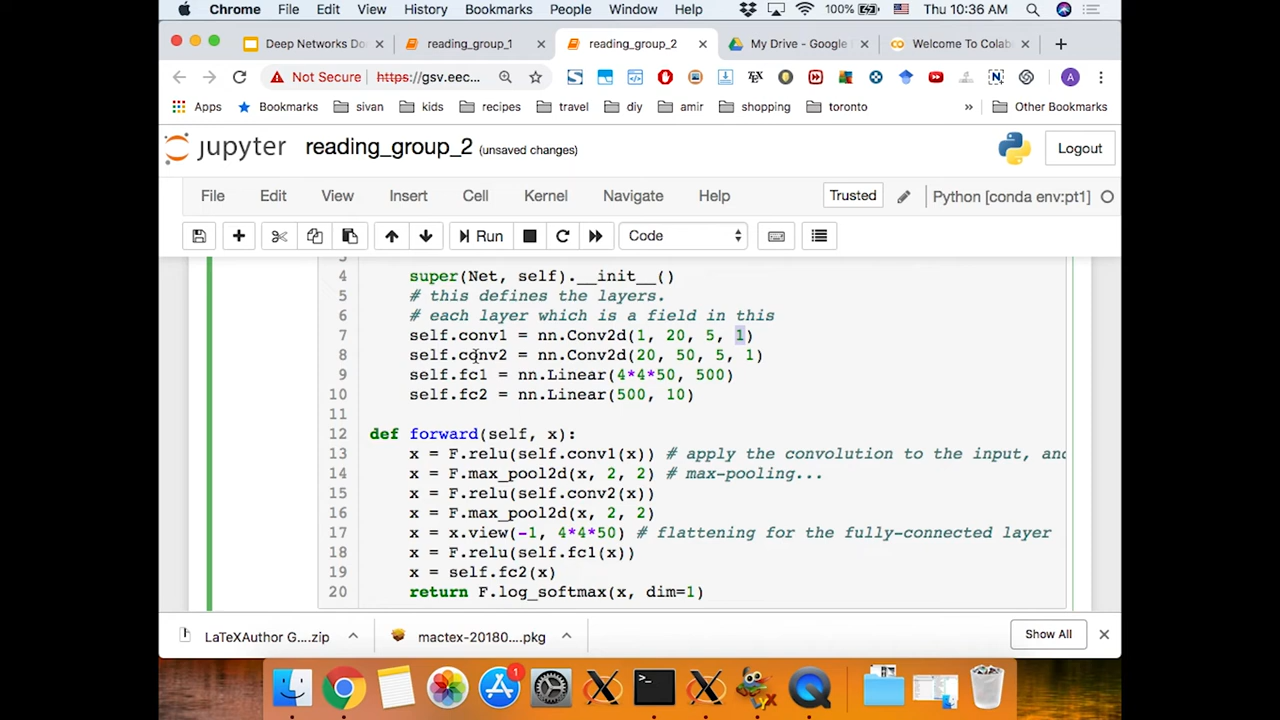 Chrome File Edit View History Bookmarks People Window Help 100% Thu 10:36 AM
Deep Networks Do × reading_group_1 × reading_group_2 × My Drive - Google × Welcome To Colab ×
Not Secure https://gsv.eec... A
Apps Bookmarks sivan kids recipes travel diy amir shopping toronto » Other Bookmarks
jupyter reading_group_2 (unsaved changes) Logout
File Edit View Insert Cell Kernel Navigate Help Trusted Python [conda env:pt1]
Run Code
4 super(Net, self).__init__()
5 # this defines the layers.
6 # each layer which is a field in this
7 self.conv1 = nn.Conv2d(1, 20, 5, 1)
8 self.conv2 = nn.Conv2d(20, 50, 5, 1)
9 self.fc1 = nn.Linear(4*4*50, 500)
10 self.fc2 = nn.Linear(500, 10)
11
12 def forward(self, x):
13 x = F.relu(self.conv1(x)) # apply the convolution to the input, and
14 x = F.max_pool2d(x, 2, 2) # max-pooling...
15 x = F.relu(self.conv2(x))
16 x = F.max_pool2d(x, 2, 2)
17 x = x.view(-1, 4*4*50) # flattening for the fully-connected layer
18 x = F.relu(self.fc1(x))
19 x = self.fc2(x)
20 return F.log_softmax(x, dim=1)
LaTeXAuthor G....zip mactex-20180....pkg Show All ×
1